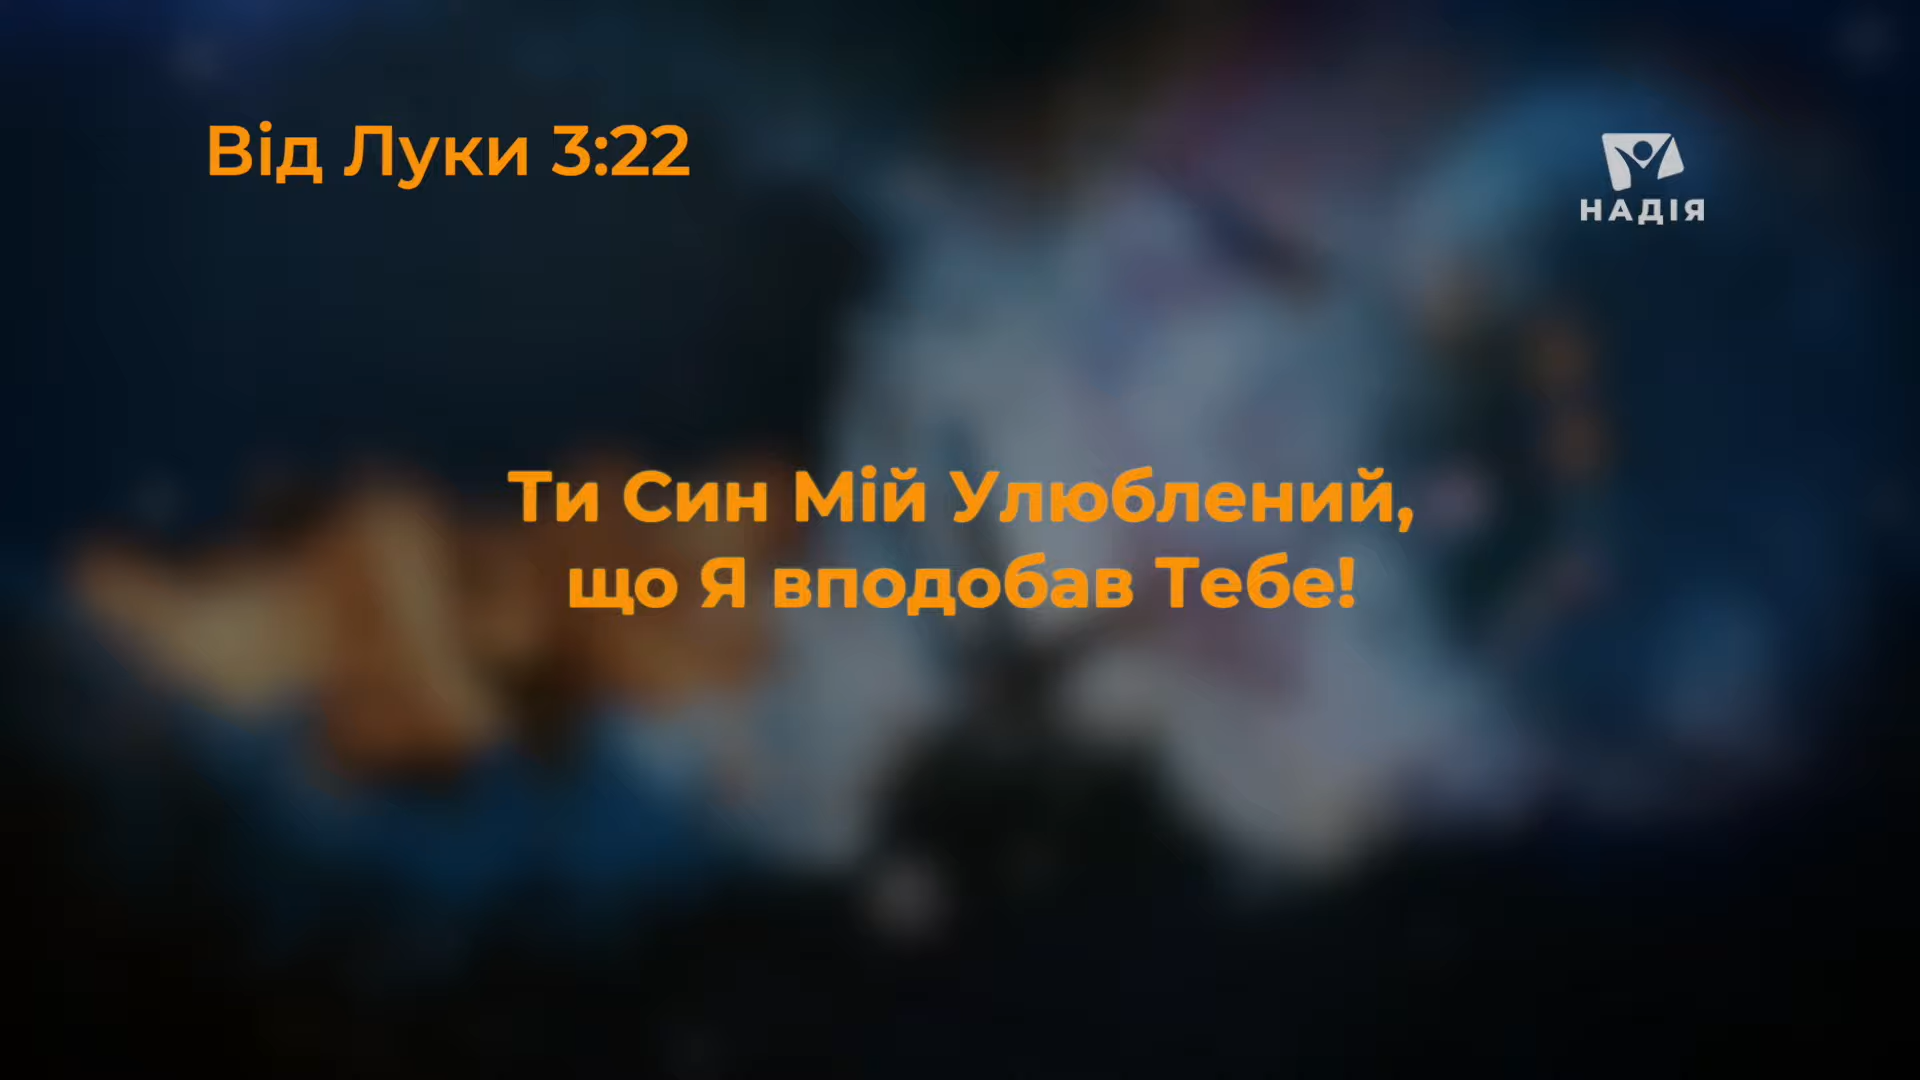 Від Луки 3:22
НАДІЯ
Ти Син Мій Улюблений,
що Я вподобав Тебе!